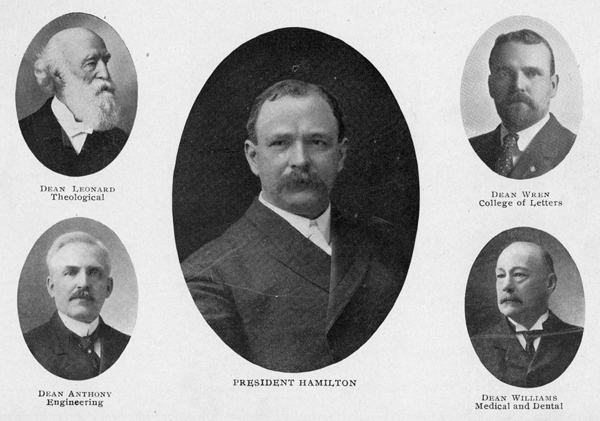 Dean Leonard
Theological
Dean Wren
College of Letters
Dean Anthony
Engineering
PRESIDENT HAMILTON
Dean Williams
Medical and Dental